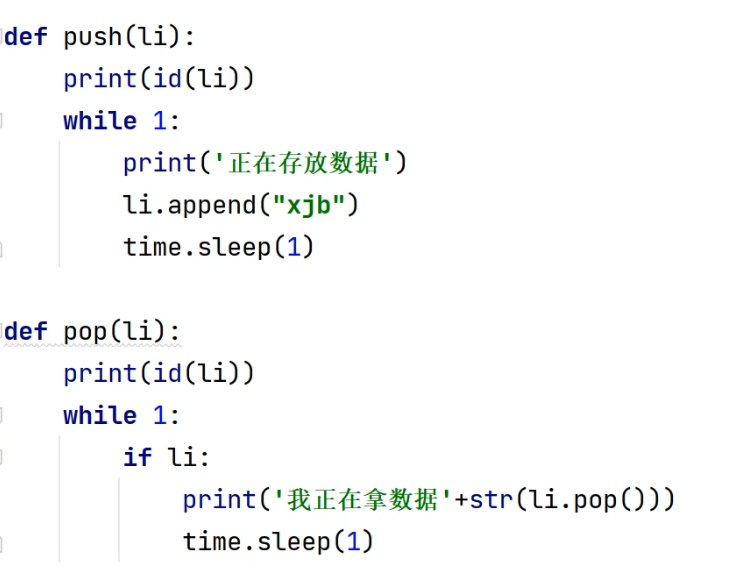 def push(li):
    print(id(li))
    while 1:
        print('正在存放数据')
        li.append("xjb")
        time.sleep(1)
def pop(li):
    print(id(li))
    while 1:
        if li:
            print('我正在拿数据'+str(li.pop()))
            time.sleep(1)